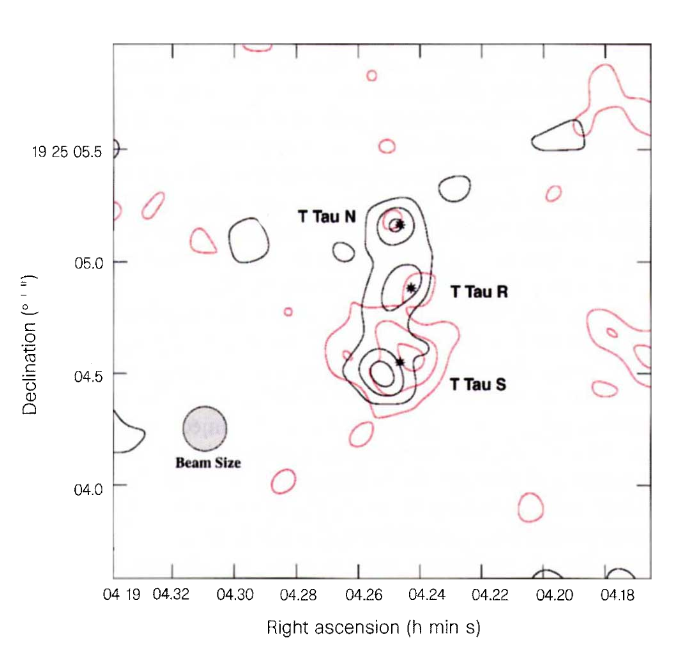 19 25 05.5
T Tau N
05.0
T Tau R
04.5
T Tau S
Beam Size
04.0
04 19 04.32 04.30 04.28 04.26 04.24 04.22 04.20 04.18
Right ascension (h min s)
Declination (° ' ")